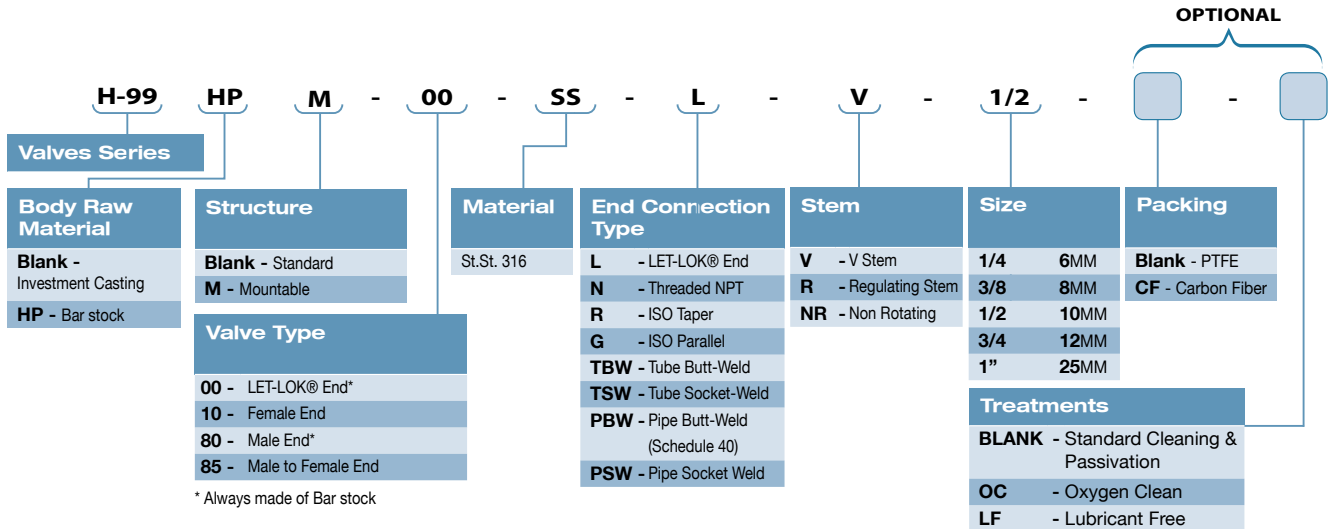 OPTIONAL
H-99 HP M - 00 - SS - L - V - 1/2 - -
Valves Series
Body Raw
Material
Blank -
Investment Casting
HP - Bar stock
Structure
Blank - Standard
M - Mountable
Valve Type
00 - LET-LOK® End*
10 - Female End
80 - Male End*
85 - Male to Female End
* Always made of Bar stock
Material
St.St. 316
End Connection
Type
L - LET-LOK® End
N - Threaded NPT
R - ISO Taper
G - ISO Parallel
TBW - Tube Butt-Weld
TSW - Tube Socket-Weld
PBW - Pipe Butt-Weld
(Schedule 40)
PSW - Pipe Socket Weld
Stem
V - V Stem
R - Regulating Stem
NR - Non Rotating
Size
1/4 6MM
3/8 8MM
1/2 10MM
3/4 12MM
1” 25MM
Packing
Blank - PTFE
CF - Carbon Fiber
Treatments
BLANK - Standard Cleaning &
Passivation
OC - Oxygen Clean
LF - Lubricant Free